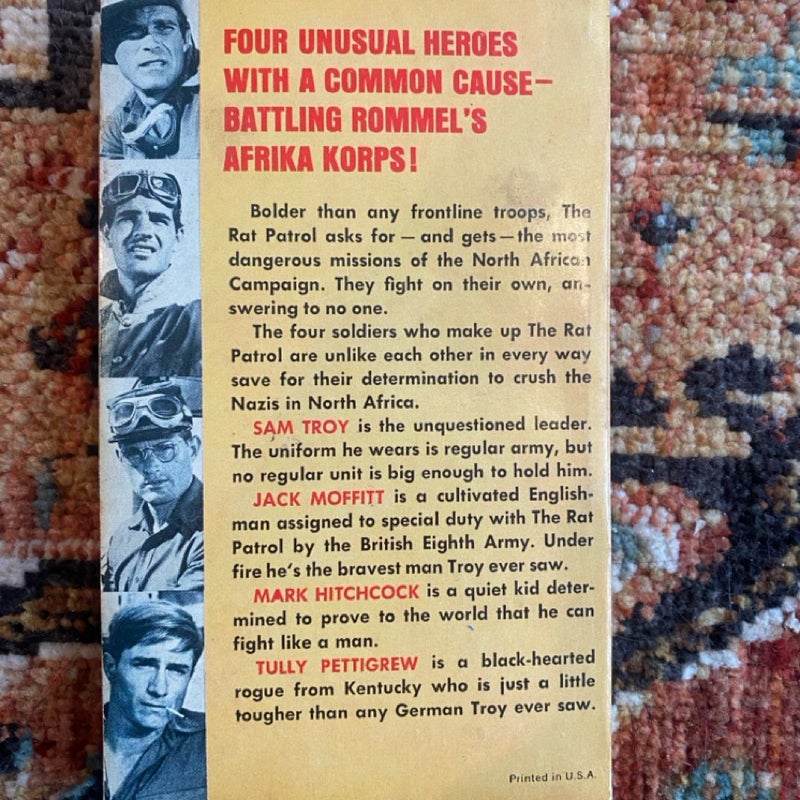 FOUR UNUSUAL HEROES
WITH A COMMON CAUSE—
BATTLING ROMMEL'S
AFRIKA KORPS!
Bolder than any frontline troops, The
Rat Patrol asks for — and gets — the most
dangerous missions of the North African
Campaign. They fight on their own, an-
swering to no one.
The four soldiers who make up The Rat
Patrol are unlike each other in every way
save for their determination to crush the
Nazis in North Africa.
SAM TROY is the unquestioned leader.
The uniform he wears is regular army, but
no regular unit is big enough to hold him.
JACK MOFFITT is a cultivated English-
man assigned to special duty with The Rat
Patrol by the British Eighth Army. Under
fire he's the bravest man Troy ever saw.
MARK HITCHCOCK is a quiet kid deter-
mined to prove to the world that he can
fight like a man.
TULLY PETTIGREW is a black-hearted
rogue from Kentucky who is just a little
tougher than any German Troy ever saw.
Printed in U.S.A.